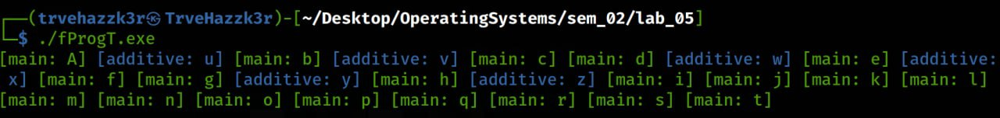 ┌──(trvehazzk3r㉿TrveHazzk3r)-[~/Desktop/OperatingSystems/sem_02/lab_05]
└─$ ./fProgT.exe
[main: A] [additive: u] [main: b] [additive: v] [main: c] [main: d] [additive: w] [main: e] [additive:
 x] [main: f] [main: g] [additive: y] [main: h] [additive: z] [main: i] [main: j] [main: k] [main: l]
[main: m] [main: n] [main: o] [main: p] [main: q] [main: r] [main: s] [main: t]